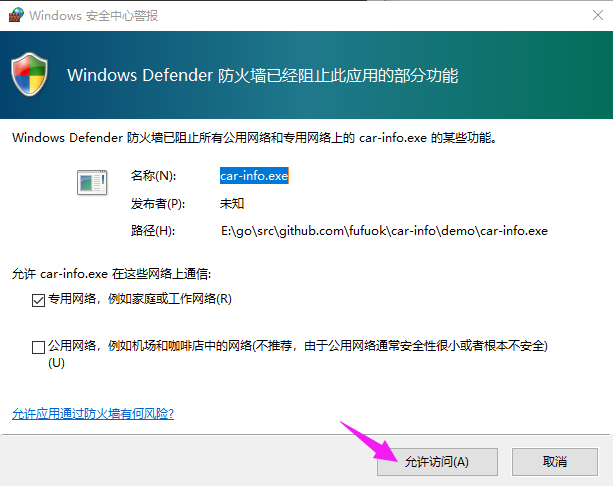 Windows 安全中心警报
Windows Defender 防火墙已经阻止此应用的部分功能
Windows Defender 防火墙已阻止所有公用网络和专用网络上的 car-info.exe 的某些功能。
名称(N): car-info.exe
发布者(P): 未知
路径(H): E:\go\src\github.com\fufuok\car-info\demo\car-info.exe
允许 car-info.exe 在这些网络上通信:
专用网络，例如家庭或工作网络(R)
公用网络，例如机场和咖啡店中的网络(不推荐，由于公用网络通常安全性很小或者根本不安全)
(U)
允许应用通过防火墙有何风险?
允许访问(A) 取消